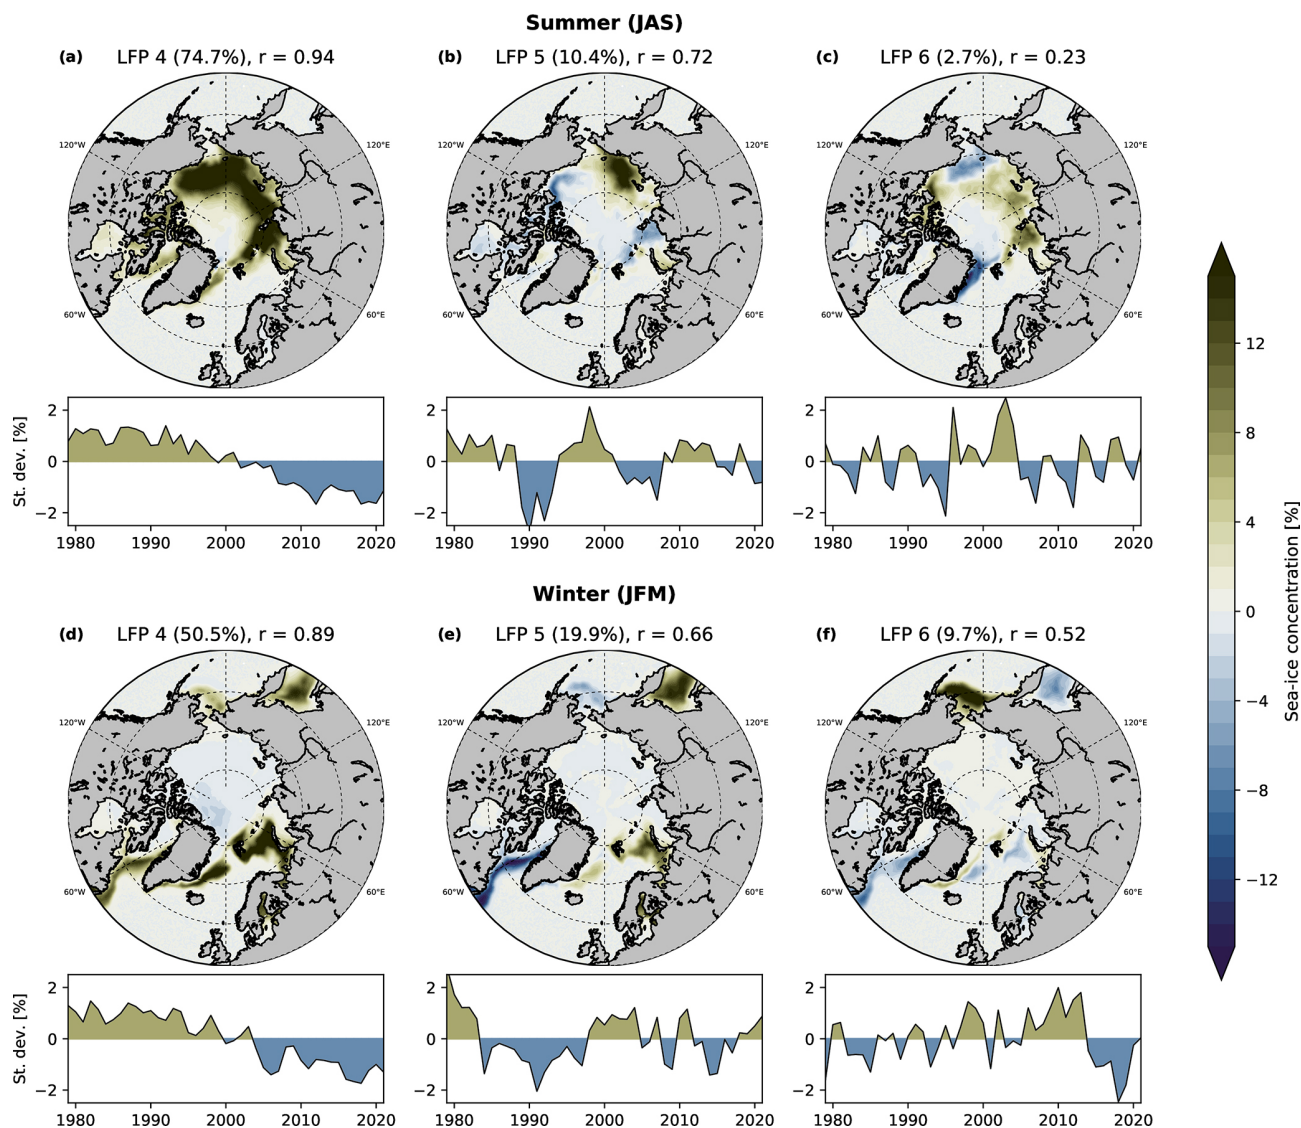 Summer (JAS)
(a) LFP 4 (74.7%), r = 0.94
(b) LFP 5 (10.4%), r = 0.72
(c) LFP 6 (2.7%), r = 0.23
120°W 120°E 120°W 120°E 120°W 120°E
60°W 60°E 60°W 60°E 60°W 60°E
St. dev. [%]
2
0
−2
1980 1990 2000 2010 2020
2
0
−2
1980 1990 2000 2010 2020
2
0
−2
1980 1990 2000 2010 2020
Winter (JFM)
(d) LFP 4 (50.5%), r = 0.89
(e) LFP 5 (19.9%), r = 0.66
(f) LFP 6 (9.7%), r = 0.52
120°W 120°E 120°W 120°E 120°W 120°E
60°W 60°E 60°W 60°E 60°W 60°E
St. dev. [%]
2
0
−2
1980 1990 2000 2010 2020
2
0
−2
1980 1990 2000 2010 2020
2
0
−2
1980 1990 2000 2010 2020
12
8
4
0
−4
−8
−12
Sea-ice concentration [%]